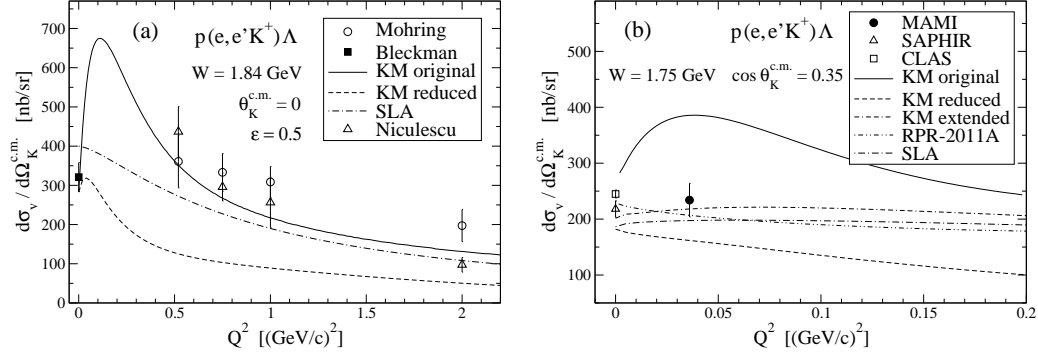 (a)
p(e,e'K+)Λ
W = 1.84 GeV
θ_K^c.m. = 0
ε = 0.5
Mohring
Bleckman
KM original
KM reduced
SLA
Niculescu
700
600
500
400
300
200
100
0
dσ_v / dΩ_K^c.m. [nb/sr]
0
0.5
1
1.5
2
Q^2 [(GeV/c)^2]
(b)
p(e,e'K+)Λ
W = 1.75 GeV cos θ_K^c.m. = 0.35
MAMI
SAPHIR
CLAS
KM original
KM reduced
KM extended
RPR-2011A
SLA
500
400
300
200
100
dσ_v / dΩ_K^c.m. [nb/sr]
0
0.05
0.1
0.15
0.2
Q^2 [(GeV/c)^2]